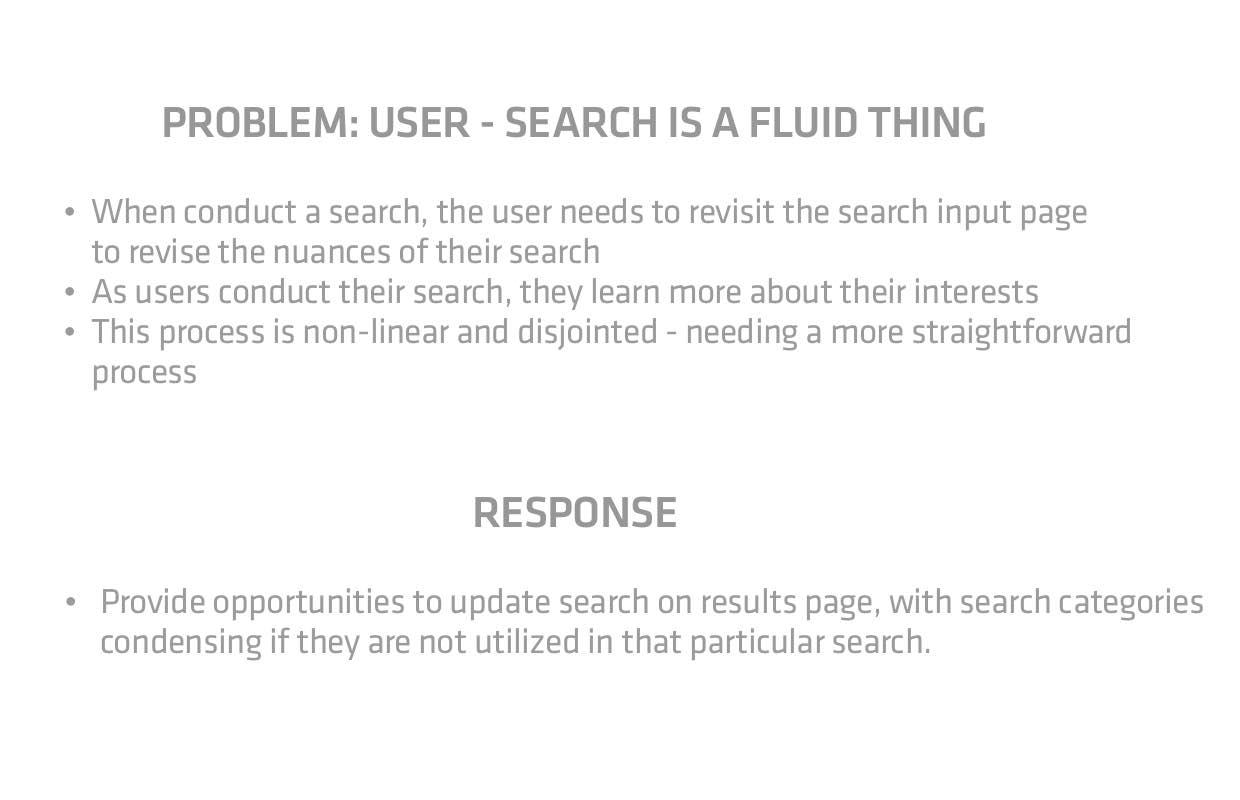 PROBLEM: USER - SEARCH IS A FLUID THING
• When conduct a search, the user needs to revisit the search input page
to revise the nuances of their search
• As users conduct their search, they learn more about their interests
• This process is non-linear and disjointed - needing a more straightforward
process
RESPONSE
• Provide opportunities to update search on results page, with search categories
condensing if they are not utilized in that particular search.